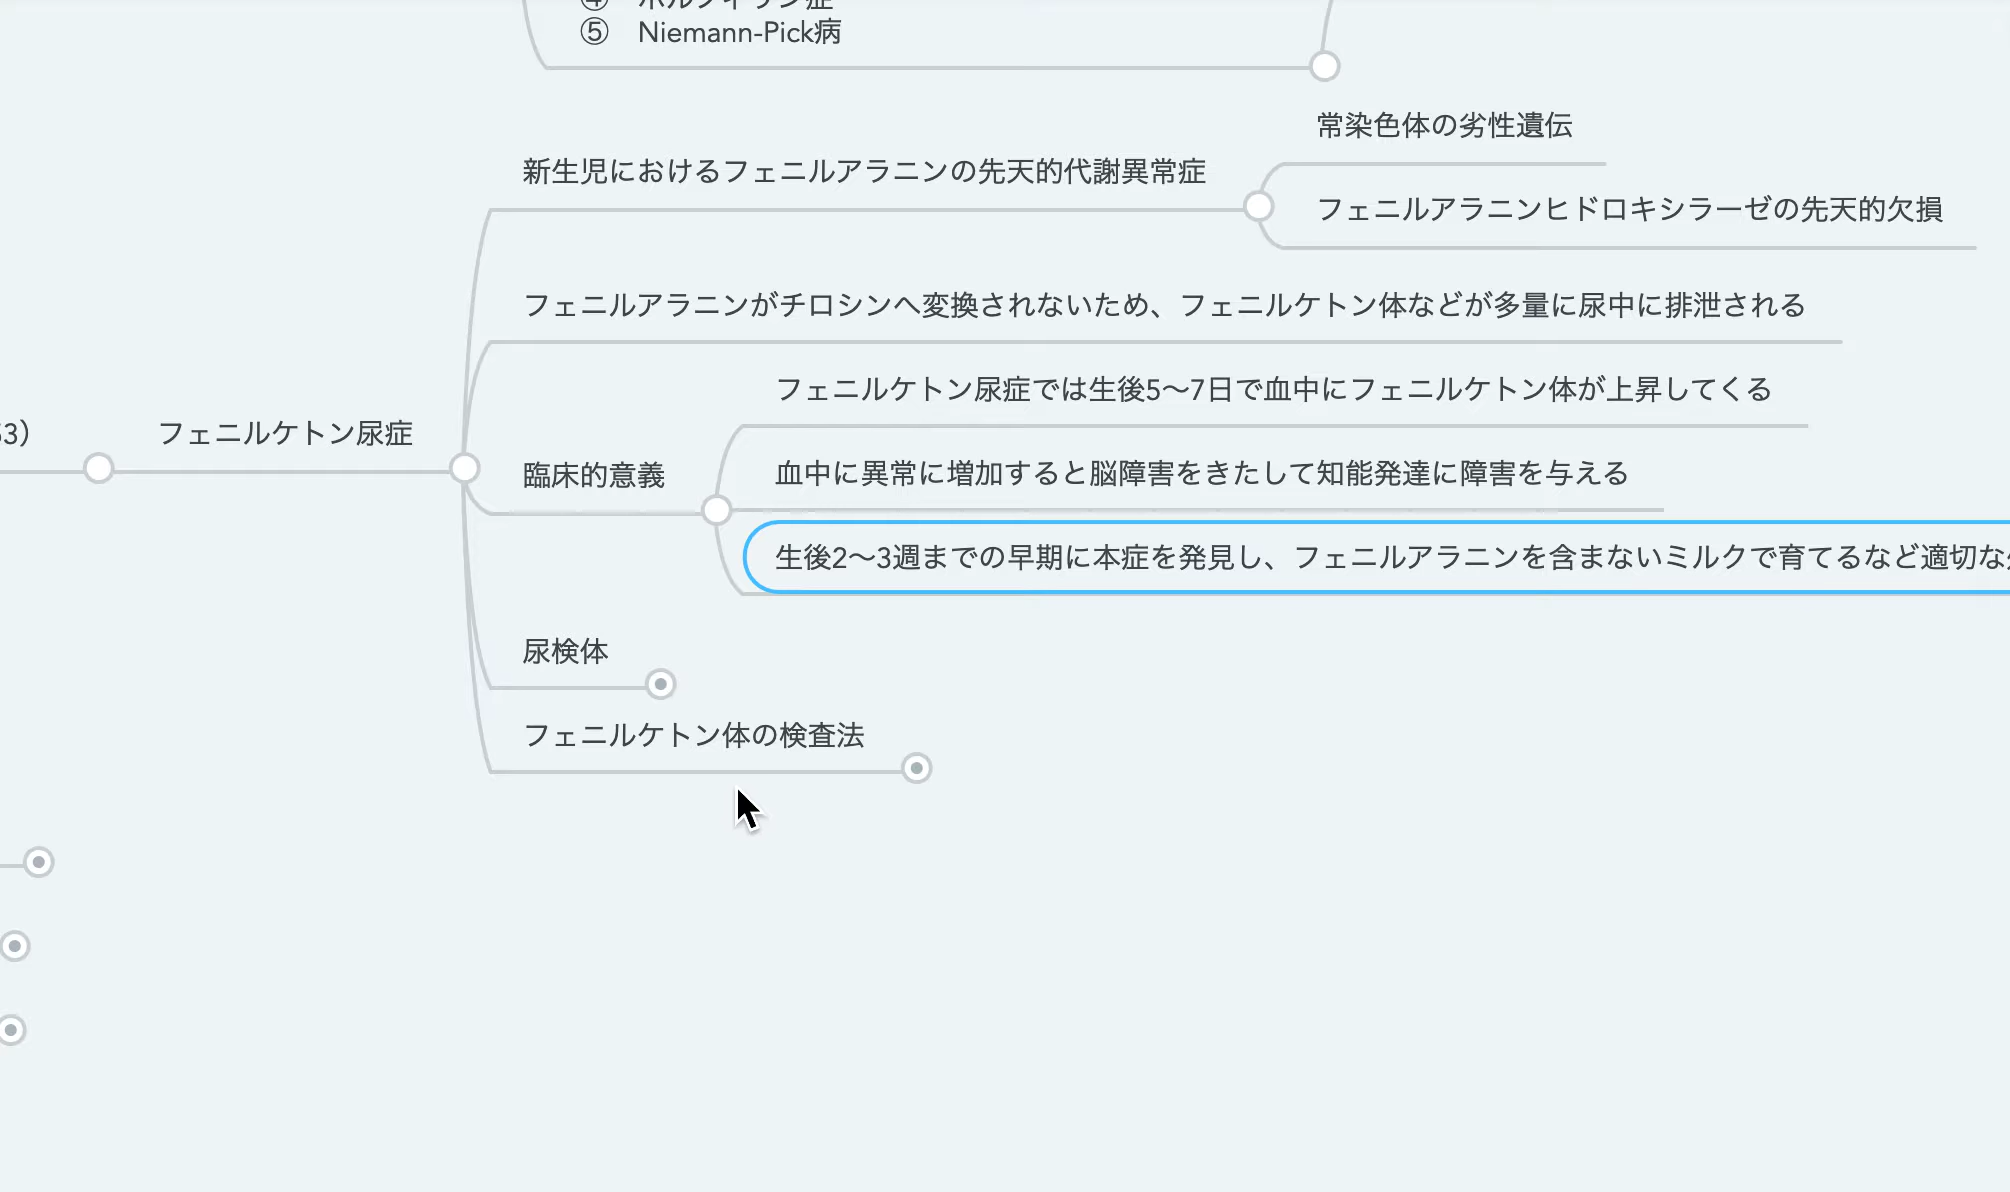 ④ ポルフィリン症
⑤ Niemann-Pick病
常染色体の劣性遺伝
新生児におけるフェニルアラニンの先天的代謝異常症
フェニルアラニンヒドロキシラーゼの先天的欠損
フェニルアラニンがチロシンへ変換されないため、フェニルケトン体などが多量に尿中に排泄される
フェニルケトン尿症では生後5〜7日で血中にフェニルケトン体が上昇してくる
53）
フェニルケトン尿症
臨床的意義
血中に異常に増加すると脳障害をきたして知能発達に障害を与える
生後2〜3週までの早期に本症を発見し、フェニルアラニンを含まないミルクで育てるなど適切な
尿検体
フェニルケトン体の検査法